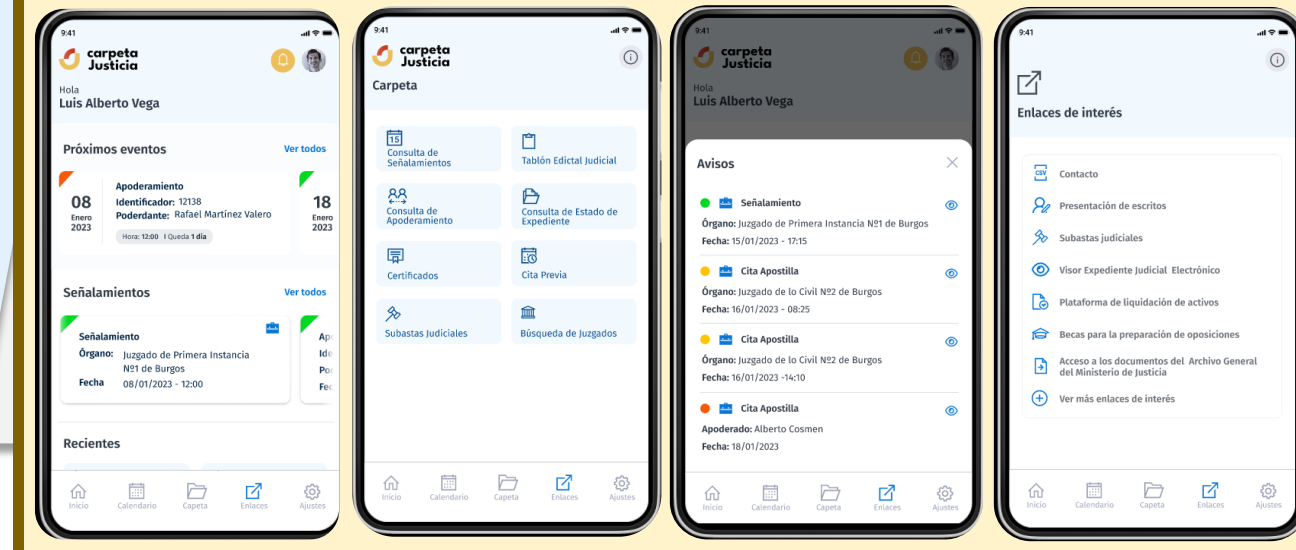 9:41
carpeta
Justicia
Hola
Luis Alberto Vega
Próximos eventos
Ver todos
08
Enero
2023
Apoderamiento
Identificador: 12138
Poderdante: Rafael Martínez Valero
Hora: 12:00 I Queda 1 día
18
Enero
2023
Señalamientos
Ver todos
Señalamiento
Órgano: Juzgado de Primera Instancia
Nº1 de Burgos
Fecha 08/01/2023 - 12:00
Recientes
Inicio
Calendario
Capeta
Enlaces
Ajustes
9:41
carpeta
Justicia
Carpeta
15
Consulta de
Señalamientos
Tablón Edictal Judicial
Consulta de
Apoderamiento
Consulta de Estado de
Expediente
Certificados
Cita Previa
Subastas Judiciales
Búsqueda de Juzgados
Inicio
Calendario
Capeta
Enlaces
Ajustes
9:41
carpeta
Justicia
Hola
Luis Alberto Vega
Avisos
Señalamiento
Órgano: Juzgado de Primera Instancia Nº1 de Burgos
Fecha: 15/01/2023 - 17:15
Cita Apostilla
Órgano: Juzgado de lo Civil Nº2 de Burgos
Fecha: 16/01/2023 - 08:25
Cita Apostilla
Órgano: Juzgado de lo Civil Nº2 de Burgos
Fecha: 16/01/2023 -14:10
Cita Apostilla
Apoderado: Alberto Cosmen
Fecha: 18/01/2023
Inicio
Calendario
Capeta
Enlaces
Ajustes
9:41
Enlaces de interés
CSV
Contacto
Presentación de escritos
Subastas judiciales
Visor Expediente Judicial Electrónico
Plataforma de liquidación de activos
Becas para la preparación de oposiciones
Acceso a los documentos del Archivo General
del Ministerio de Justicia
Ver más enlaces de interés
Inicio
Calendario
Capeta
Enlaces
Ajustes